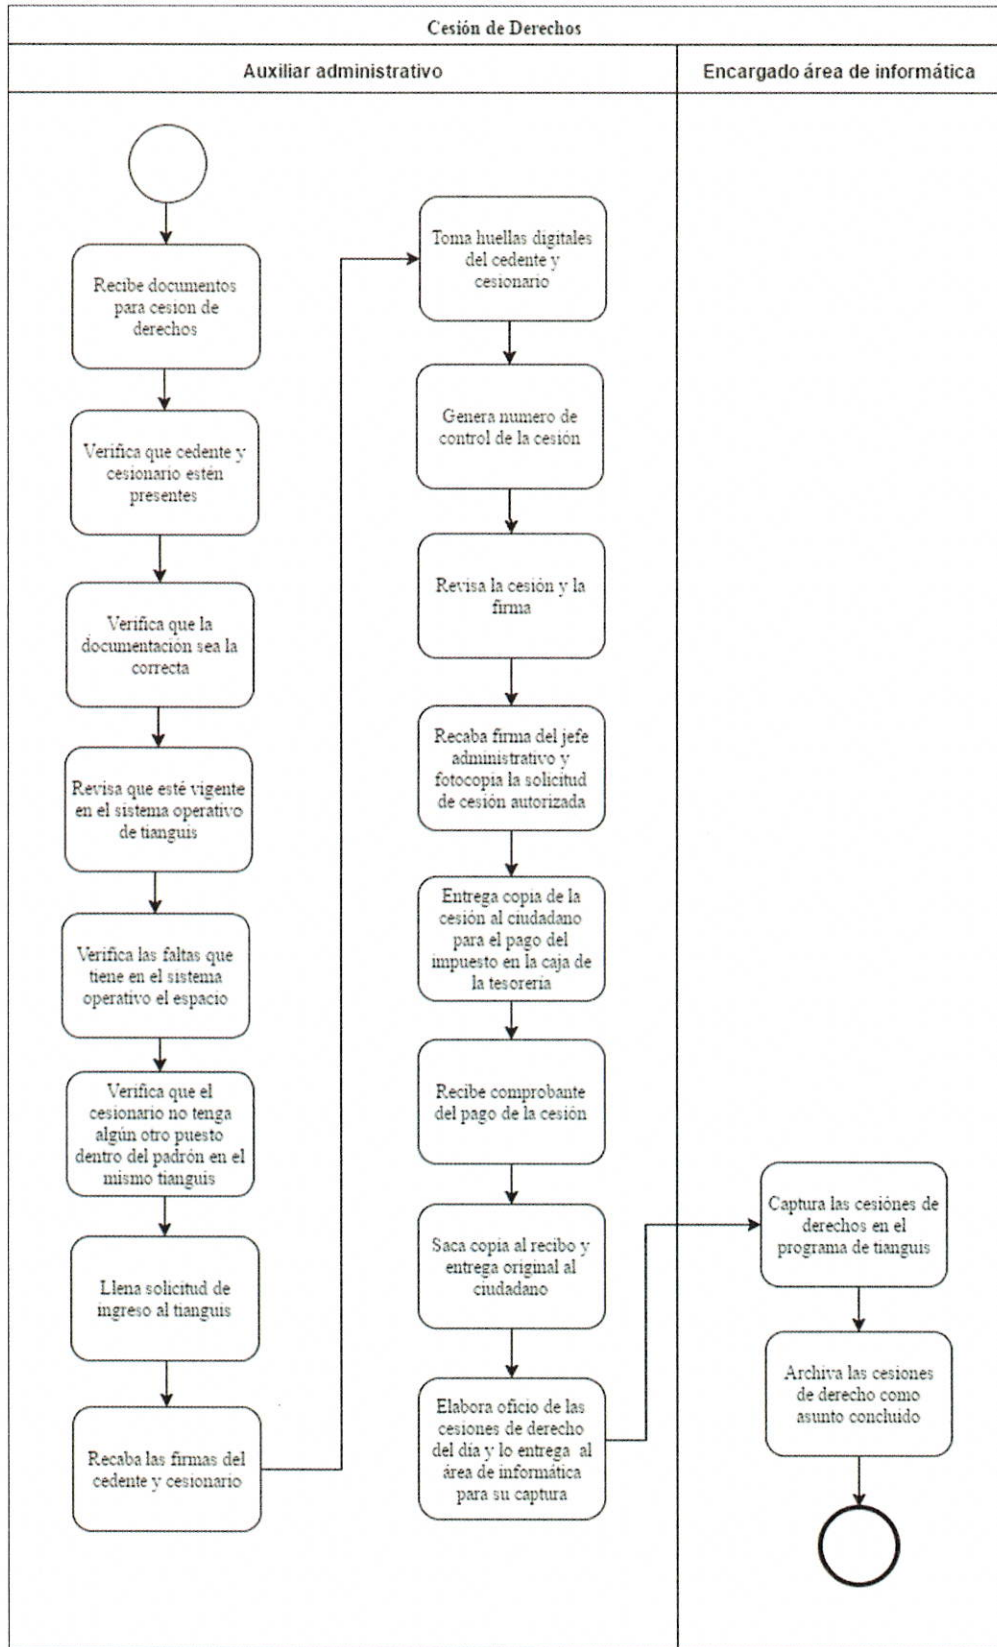 Cesión de Derechos
Auxiliar administrativo
Encargado área de informática
Recibe documentos
para cesion de
derechos
Verifica que cedente y
cesionario estén
presentes
Verifica que la
documentación sea la
correcta
Revisa que esté vigente
en el sistema operativo
de tianguis
Verifica las faltas que
tiene en el sistema
operativo el espacio
Verifica que el
cesionario no tenga
algún otro puesto
dentro del padrón en el
mismo tianguis
Llena solicitud de
ingreso al tianguis
Recaba las firmas del
cedente y cesionario
Toma huellas digitales
del cedente y
cesionario
Genera numero de
control de la cesión
Revisa la cesión y la
firma
Recaba firma del jefe
administrativo y
fotocopia la solicitud
de cesión autorizada
Entrega copia de la
cesión al ciudadano
para el pago del
impuesto en la caja de
la tesorería
Recibe comprobante
del pago de la cesión
Saca copia al recibo y
entrega original al
ciudadano
Elabora oficio de las
cesiones de derecho
del día y lo entrega al
área de informática
para su captura
Captura las cesiónes de
derechos en el
programa de tianguis
Archiva las cesiones
de derecho como
asunto concluido